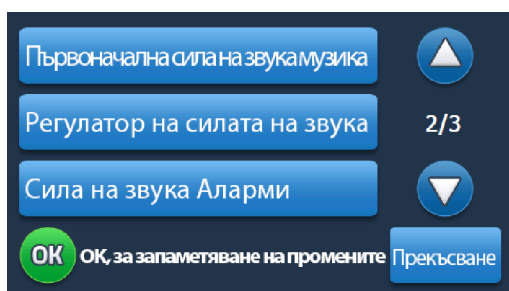 Първоначална сила на звука музика
Регулатор на силата на звука
2/3
Сила на звука Аларми
OK
ОК, за запаметяване на промените
Прекъсване